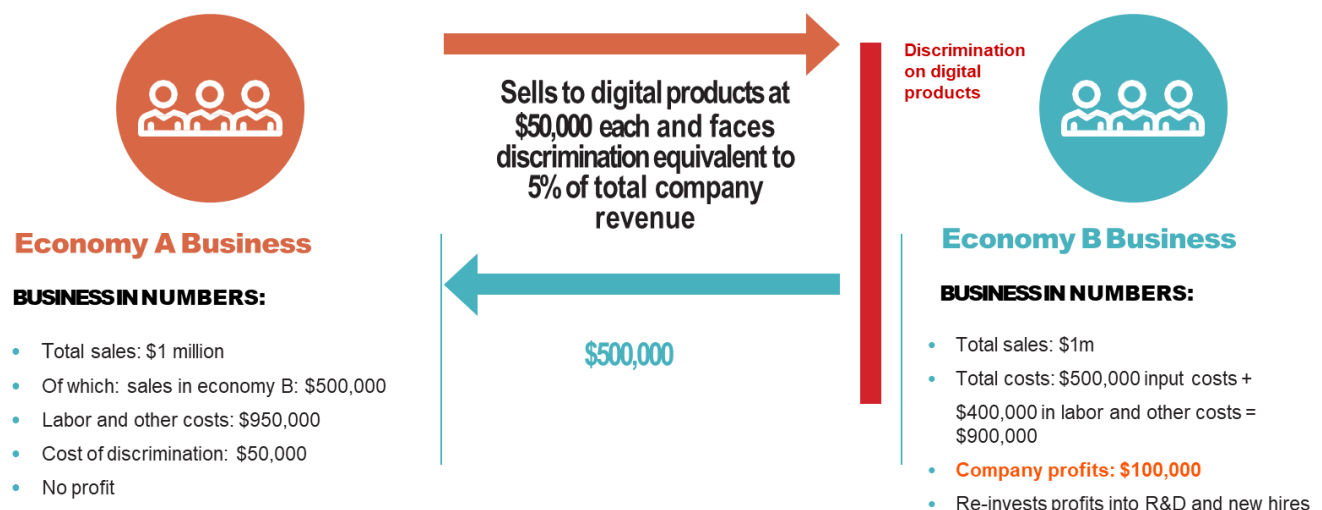 Sells to digital products at
$50,000 each and faces
discrimination equivalent to
5% of total company
revenue
Discrimination
on digital
products
Economy A Business
BUSINESS IN NUMBERS:
• Total sales: $1 million
• Of which: sales in economy B: $500,000
• Labor and other costs: $950,000
• Cost of discrimination: $50,000
• No profit
$500,000
Economy B Business
BUSINESS IN NUMBERS:
• Total sales: $1m
• Total costs: $500,000 input costs +
$400,000 in labor and other costs =
$900,000
• Company profits: $100,000
• Re-invests profits into R&D and new hires